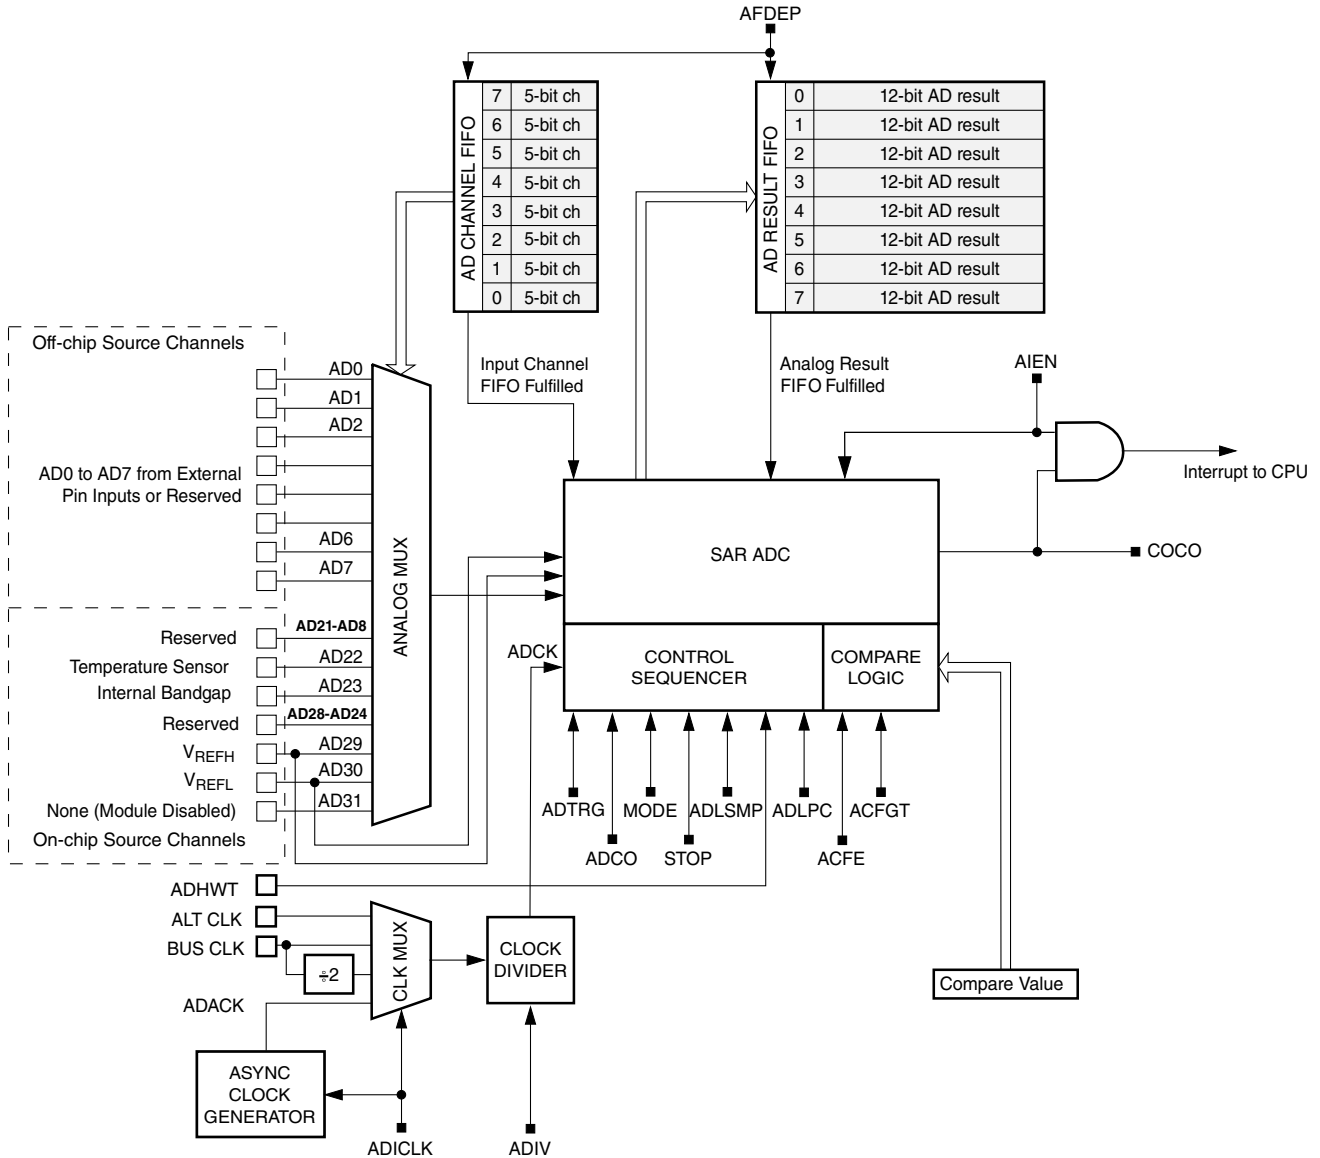 AFDEP
AD CHANNEL FIFO
7 5-bit ch
6 5-bit ch
5 5-bit ch
4 5-bit ch
3 5-bit ch
2 5-bit ch
1 5-bit ch
0 5-bit ch
AD RESULT FIFO
0 12-bit AD result
1 12-bit AD result
2 12-bit AD result
3 12-bit AD result
4 12-bit AD result
5 12-bit AD result
6 12-bit AD result
7 12-bit AD result
Off-chip Source Channels
Input Channel
FIFO Fulfilled
Analog Result
FIFO Fulfilled
AIEN
AD0
AD1
AD2
AD0 to AD7 from External
Pin Inputs or Reserved
AD6
AD7
ANALOG MUX
Interrupt to CPU
SAR ADC
COCO
Reserved
AD21-AD8
Temperature Sensor
AD22
Internal Bandgap
AD23
Reserved
AD28-AD24
VREFH
AD29
VREFL
AD30
None (Module Disabled)
AD31
On-chip Source Channels
ADCK
CONTROL
SEQUENCER
COMPARE
LOGIC
ADTRG
MODE
ADLSMP
ADLPC
ACFGT
ADCO
STOP
ACFE
ADHWT
ALT CLK
BUS CLK
÷2
CLK MUX
CLOCK
DIVIDER
Compare Value
ADACK
ASYNC
CLOCK
GENERATOR
ADICLK
ADIV